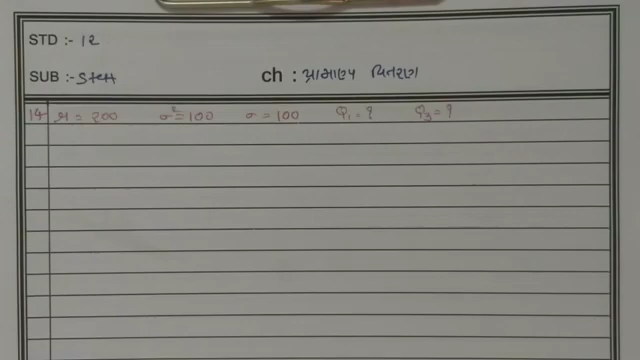 STD :- 12
SUB :- Stat ch : પ્રામાણ્ય વિતરણ
14 μ = 200 σ² = 100 σ = 100 Q₁ = ? Q₃ = ?